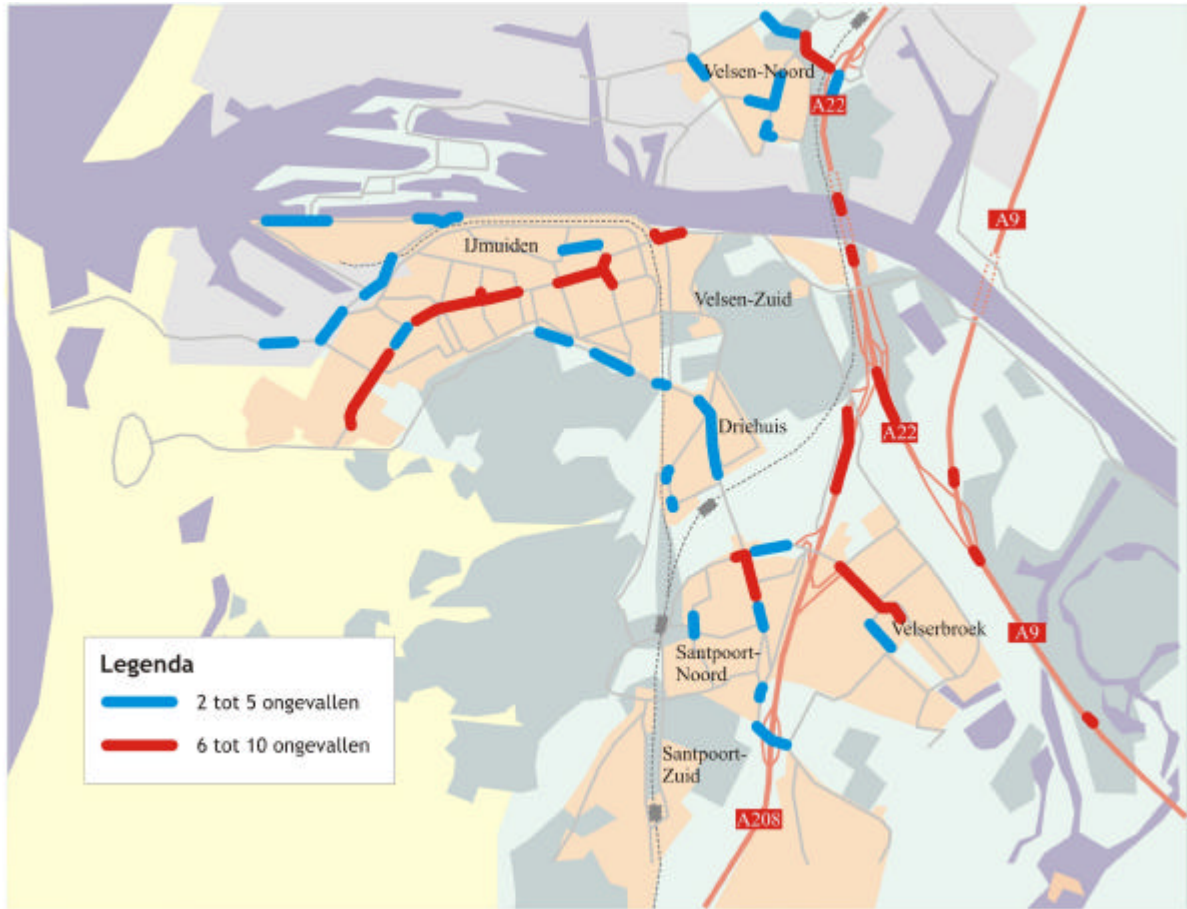 Velsen-Noord
A22
A9
IJmuiden
Velsen-Zuid
Driehuis
A22
Velserbroek
A9
Santpoort-
Noord
Santpoort-
Zuid
A208
Legenda
2 tot 5 ongevallen
6 tot 10 ongevallen